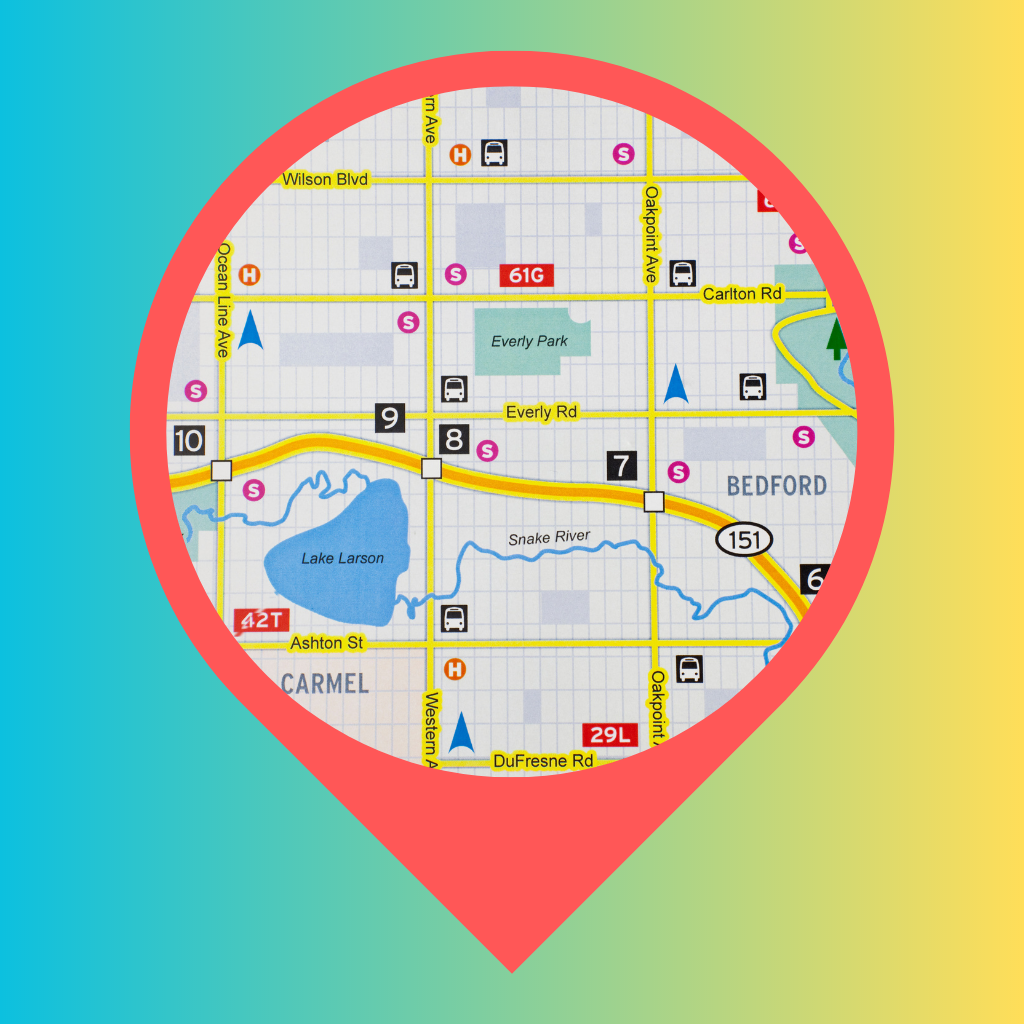 rn Ave
H
S
Wilson Blvd
Oakpoint Ave
6
S
Ocean Line Ave
H
S
61G
Carlton Rd
S
Everly Park
S
Everly Rd
9
10
8
S
7
S
S
S
BEDFORD
151
Snake River
Lake Larson
6
42T
Ashton St
H
CARMEL
Oakpoint A
Western A
29L
DuFresne Rd